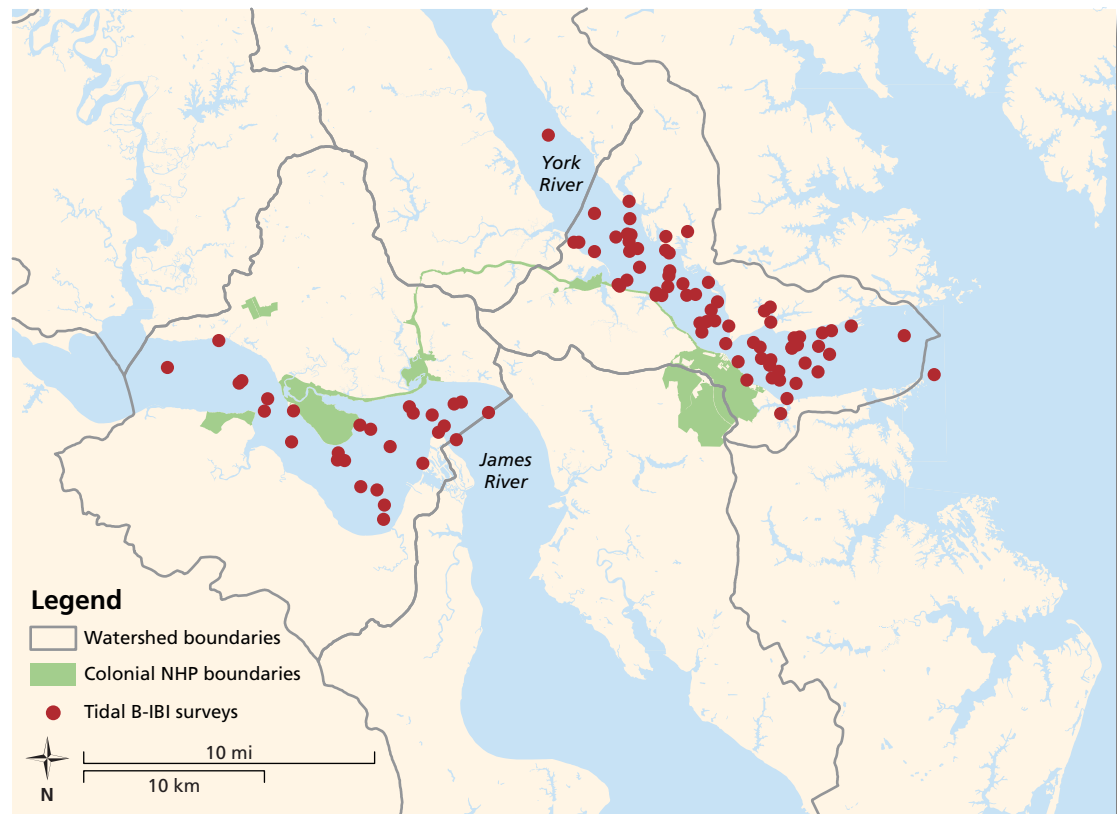 York
River
James
River
Legend
Watershed boundaries
Colonial NHP boundaries
Tidal B-IBI surveys
10 mi
10 km
N